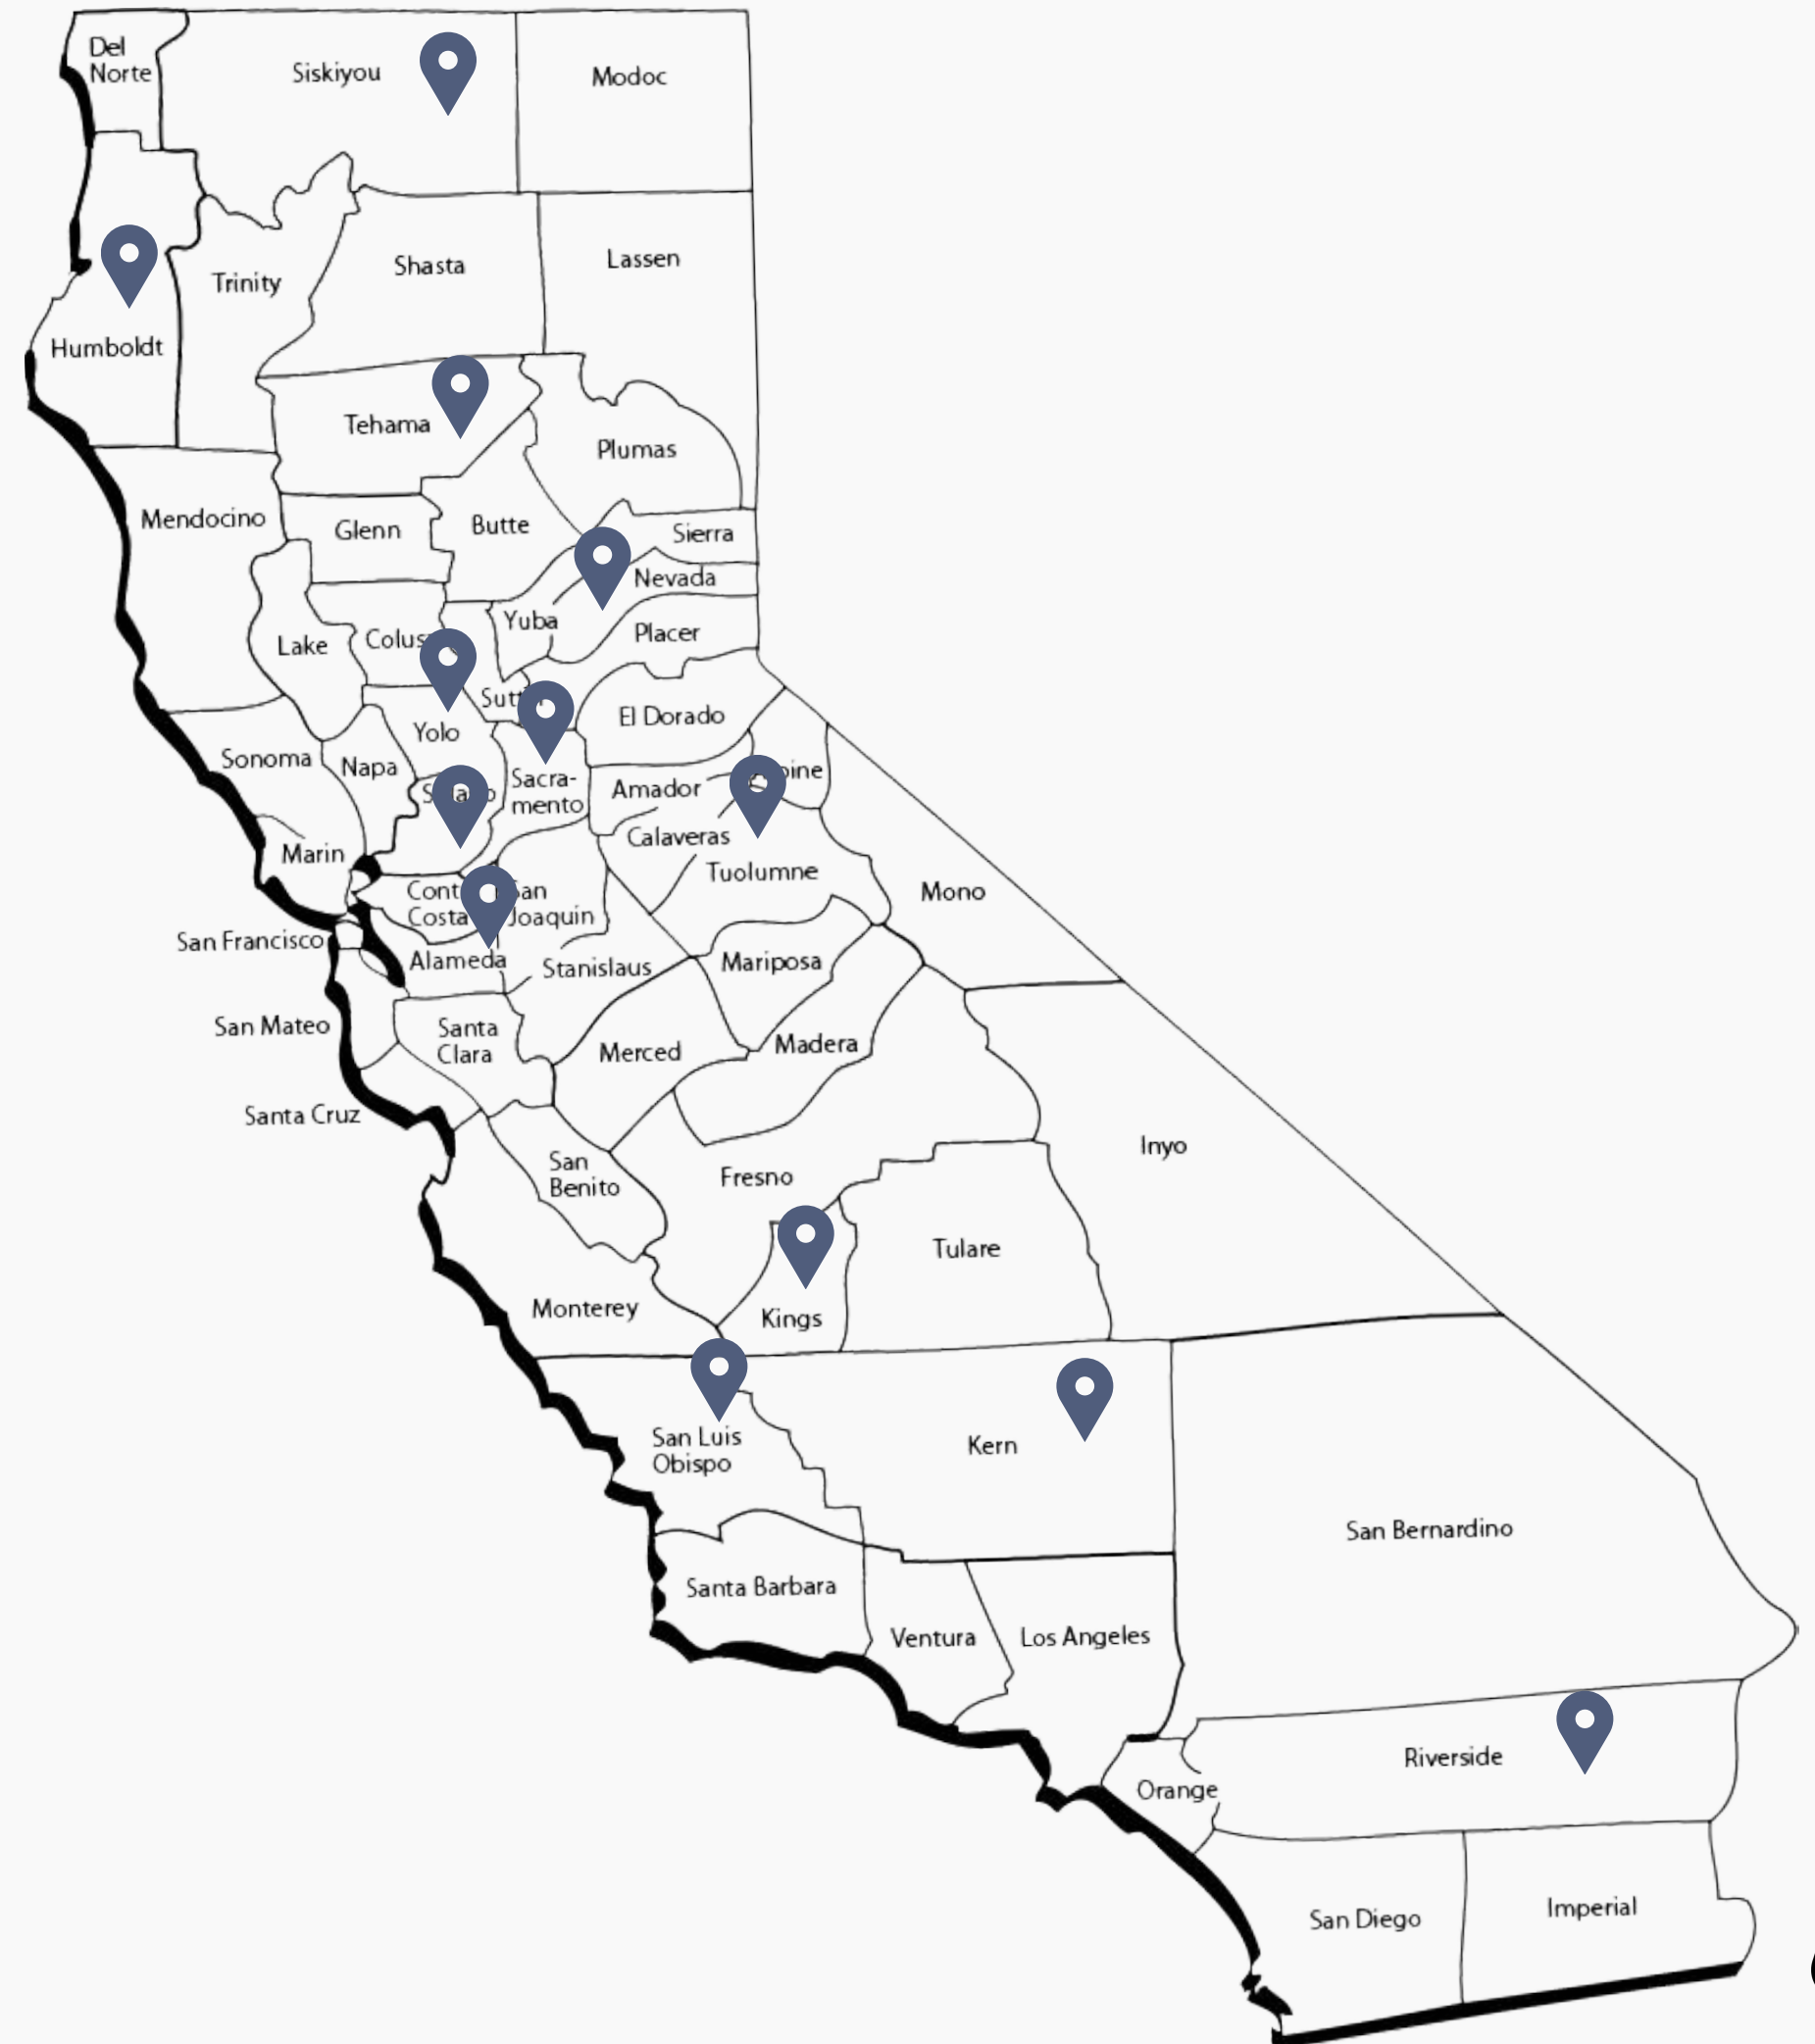 Del
Norte
Siskiyou
Modoc
Trinity
Shasta
Lassen
Humboldt
Tehama
Plumas
Mendocino
Glenn
Butte
Sierra
Nevada
Yuba
Placer
Lake
Colus
Sutt
El Dorado
Yolo
Sonoma
Napa
Sacra-
mento
Amador
Calaveras
Marin
Tuolumne
Mono
Cont
Costa
San
Joaquin
San Francisco
Alameda
Stanislaus
Mariposa
San Mateo
Santa
Clara
Merced
Madera
Santa Cruz
Inyo
San
Benito
Fresno
Tulare
Monterey
Kings
San Luis
Obispo
Kern
San Bernardino
Santa Barbara
Ventura
Los Angeles
Riverside
Orange
San Diego
Imperial